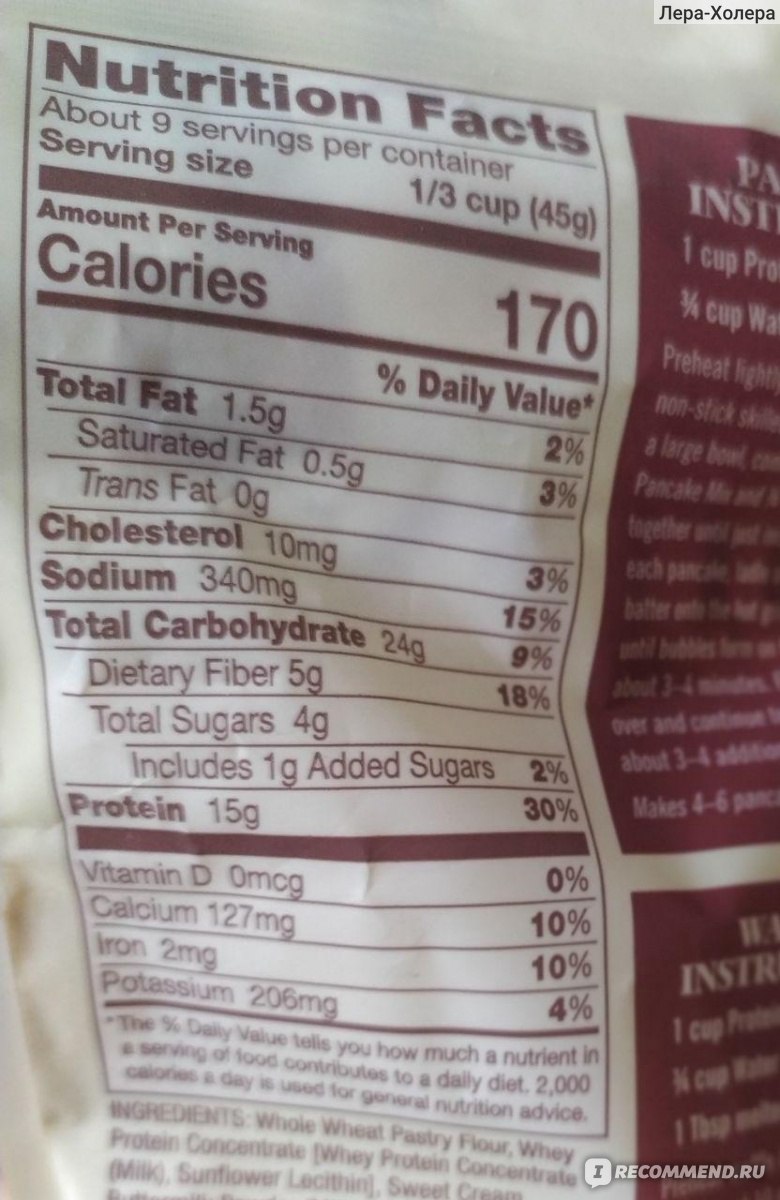 Лера-Холера
Nutrition Facts
About 9 servings per container
Serving size 1/3 cup (45g)
Amount Per Serving
Calories 170
% Daily Value*
Total Fat 1.5g 2%
Saturated Fat 0.5g 3%
Trans Fat 0g
Cholesterol 10mg 3%
Sodium 340mg 15%
Total Carbohydrate 24g 9%
Dietary Fiber 5g 18%
Total Sugars 4g
Includes 1g Added Sugars 2%
Protein 15g 30%
Vitamin D 0mcg 0%
Calcium 127mg 10%
Iron 2mg 10%
Potassium 206mg 4%
*The % Daily Value tells you how much a nutrient in
a serving of food contributes to a daily diet. 2,000
calories a day is used for general nutrition advice.
INGREDIENTS: Whole Wheat Pastry Flour, Whey
Protein Concentrate [Whey Protein Concentrate
(Milk), Sunflower Lecithin], Sweet Cream
PA
INST
1 cup Pro
¾ cup Wa
Preheat light
non-stick skil
a large bowl, co
Pancake Mix and
together until just
each pancake
batter onto the hot
until bubbles form
about 3-4 minutes.
over and continue
about 3-4 additio
Makes 4-6 panc
WA
INSTR
1 cup Prote
¾ cup Water
1 Tbsp melt
IRECOMMEND.RU